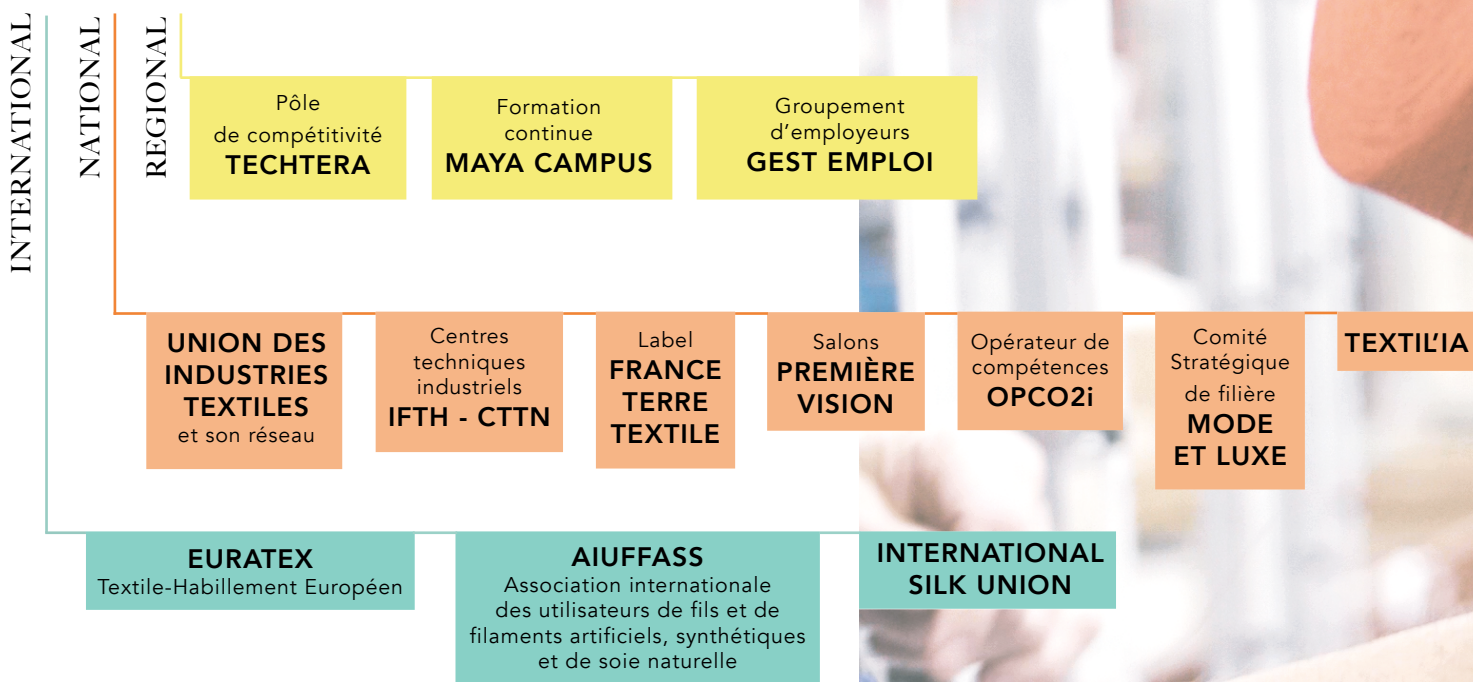 INTERNATIONAL
NATIONAL
REGIONAL
Pôle
de compétitivité
TECHTERA
Formation
continue
MAYA CAMPUS
Groupement
d'employeurs
GEST EMPLOI
UNION DES
INDUSTRIES
TEXTILES
et son réseau
Centres
techniques
industriels
IFTH - CTTN
Label
FRANCE
TERRE
TEXTILE
Salons
PREMIÈRE
VISION
Opérateur de
compétences
OPCO2i
Comité
Stratégique
de filière
MODE
ET LUXE
TEXTIL'IA
EURATEX
Textile-Habillement Européen
AIUFFASS
Association internationale
des utilisateurs de fils et de
filaments artificiels, synthétiques
et de soie naturelle
INTERNATIONAL
SILK UNION